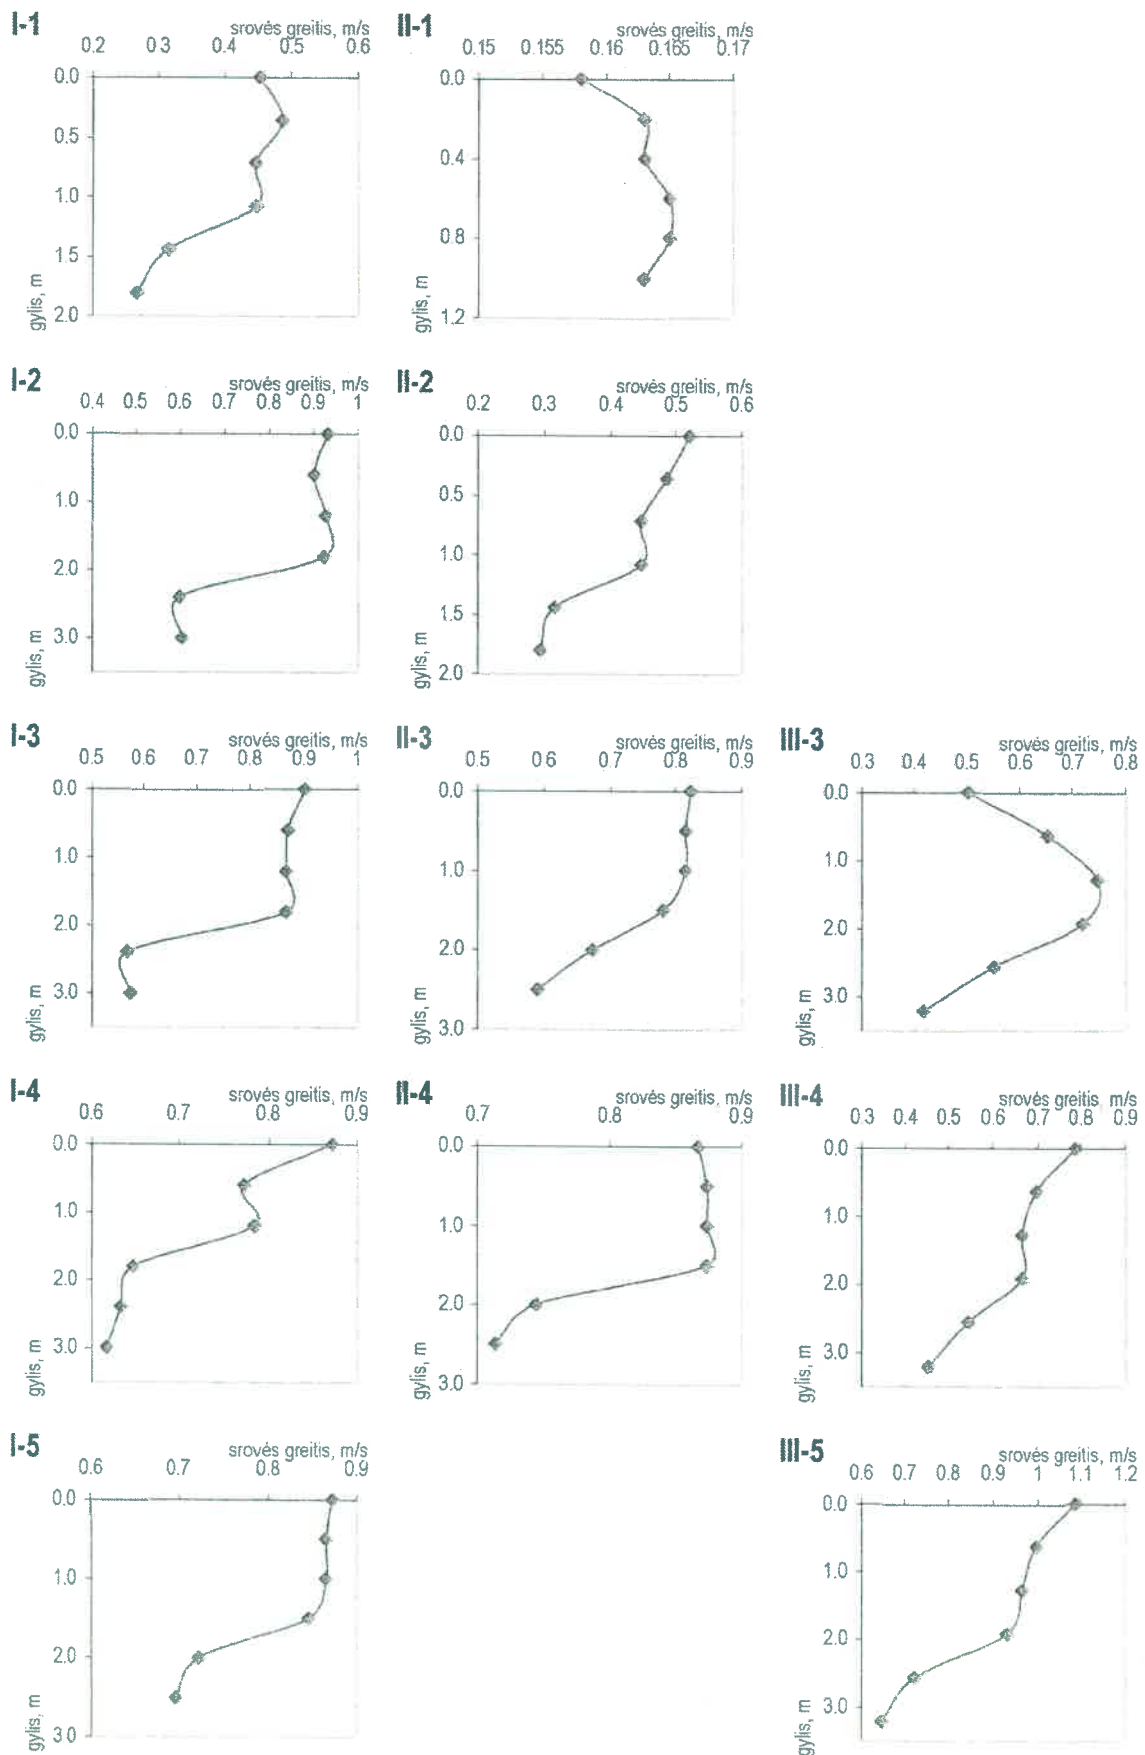 I-1
srovės greitis, m/s
0.2 0.3 0.4 0.5 0.6
0.0
0.5
1.0
1.5
2.0
gylis, m
II-1
srovės greitis, m/s
0.15 0.155 0.16 0.165 0.17
0.0
0.4
0.8
1.2
gylis, m
I-2
srovės greitis, m/s
0.4 0.5 0.6 0.7 0.8 0.9 1
0.0
1.0
2.0
3.0
gylis, m
II-2
srovės greitis, m/s
0.2 0.3 0.4 0.5 0.6
0.0
0.5
1.0
1.5
2.0
gylis, m
I-3
srovės greitis, m/s
0.5 0.6 0.7 0.8 0.9 1
0.0
1.0
2.0
3.0
gylis, m
II-3
srovės greitis, m/s
0.5 0.6 0.7 0.8 0.9
0.0
1.0
2.0
3.0
gylis, m
III-3
srovės greitis, m/s
0.3 0.4 0.5 0.6 0.7 0.8
0.0
1.0
2.0
3.0
gylis, m
I-4
srovės greitis, m/s
0.6 0.7 0.8 0.9
0.0
1.0
2.0
3.0
gylis, m
II-4
srovės greitis, m/s
0.7 0.8 0.9
0.0
1.0
2.0
3.0
gylis, m
III-4
srovės greitis, m/s
0.3 0.4 0.5 0.6 0.7 0.8 0.9
0.0
1.0
2.0
3.0
gylis, m
I-5
srovės greitis, m/s
0.6 0.7 0.8 0.9
0.0
1.0
2.0
3.0
gylis, m
III-5
srovės greitis, m/s
0.6 0.7 0.8 0.9 1 1.1 1.2
0.0
1.0
2.0
3.0
gylis, m